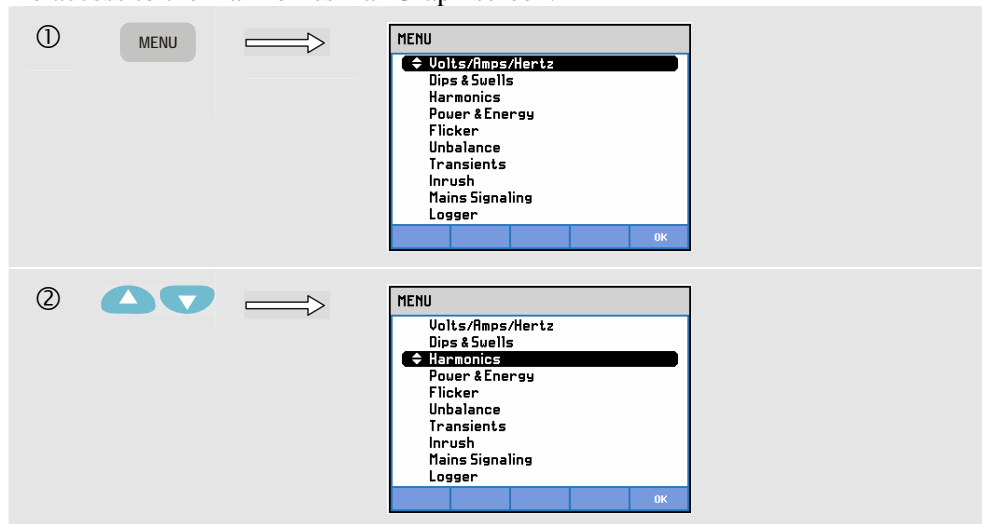 ①
MENU
MENU
Volts/Amps/Hertz
Dips & Swells
Harmonics
Power & Energy
Flicker
Unbalance
Transients
Inrush
Mains Signaling
Logger
OK
②
MENU
Volts/Amps/Hertz
Dips & Swells
Harmonics
Power & Energy
Flicker
Unbalance
Transients
Inrush
Mains Signaling
Logger
OK